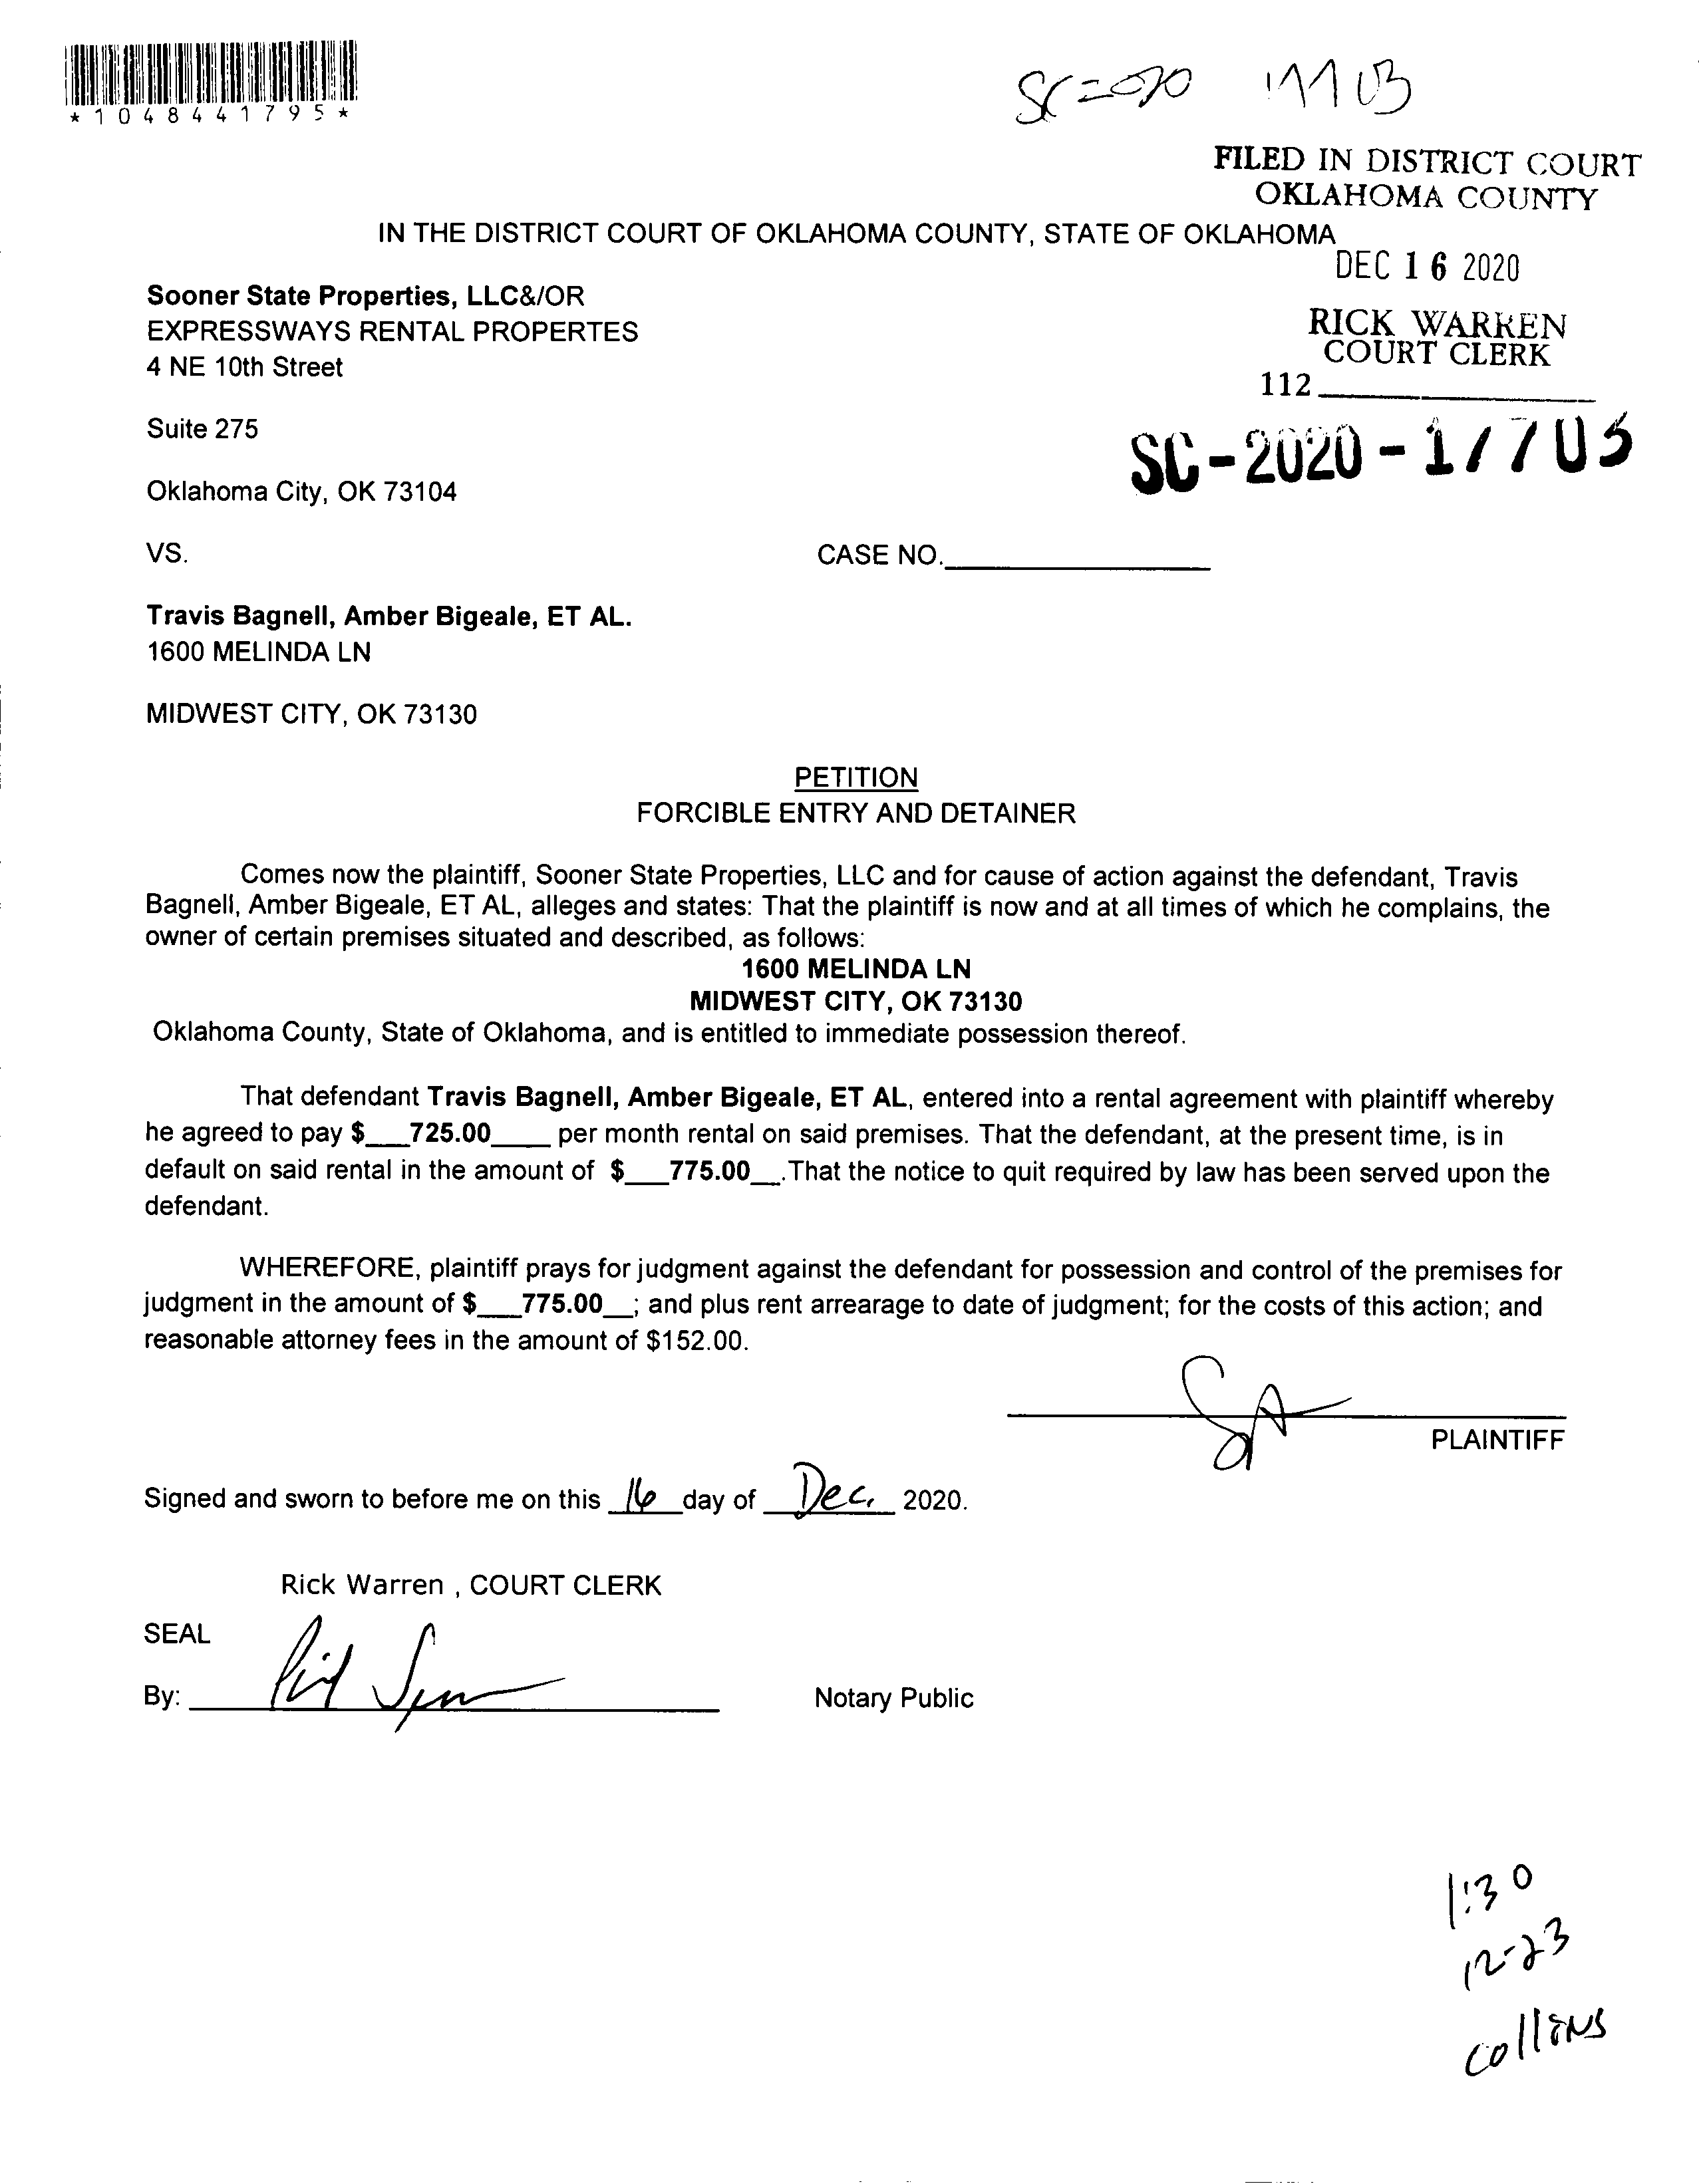 *1048441795*
FILED IN DISTRICT COURT
OKLAHOMA COUNTY
IN THE DISTRICT COURT OF OKLAHOMA COUNTY, STATE OF OKLAHOMA
DEC 16 2020
Sooner State Properties, LLC&/OR
EXPRESSWAYS RENTAL PROPERTES
4 NE 10th Street
RICK WARREN
COURT CLERK
112
Suite 275
SC-2020-17703
Oklahoma City, OK 73104
VS.
CASE NO.
Travis Bagnell, Amber Bigeale, ET AL.
1600 MELINDA LN
MIDWEST CITY, OK 73130
PETITION
FORCIBLE ENTRY AND DETAINER
Comes now the plaintiff, Sooner State Properties, LLC and for cause of action against the defendant, Travis
Bagnell, Amber Bigeale, ET AL, alleges and states: That the plaintiff is now and at all times of which he complains, the
owner of certain premises situated and described, as follows:
1600 MELINDA LN
MIDWEST CITY, OK 73130
Oklahoma County, State of Oklahoma, and is entitled to immediate possession thereof.
That defendant Travis Bagnell, Amber Bigeale, ET AL, entered into a rental agreement with plaintiff whereby
he agreed to pay $___725.00____ per month rental on said premises. That the defendant, at the present time, is in
default on said rental in the amount of $___775.00__.That the notice to quit required by law has been served upon the
defendant.
WHEREFORE, plaintiff prays for judgment against the defendant for possession and control of the premises for
judgment in the amount of $___775.00__; and plus rent arrearage to date of judgment; for the costs of this action; and
reasonable attorney fees in the amount of $152.00.
PLAINTIFF
Signed and sworn to before me on this 16 day of Dec. 2020.
Rick Warren , COURT CLERK
SEAL
By:
Notary Public
1:30
12-23
collins